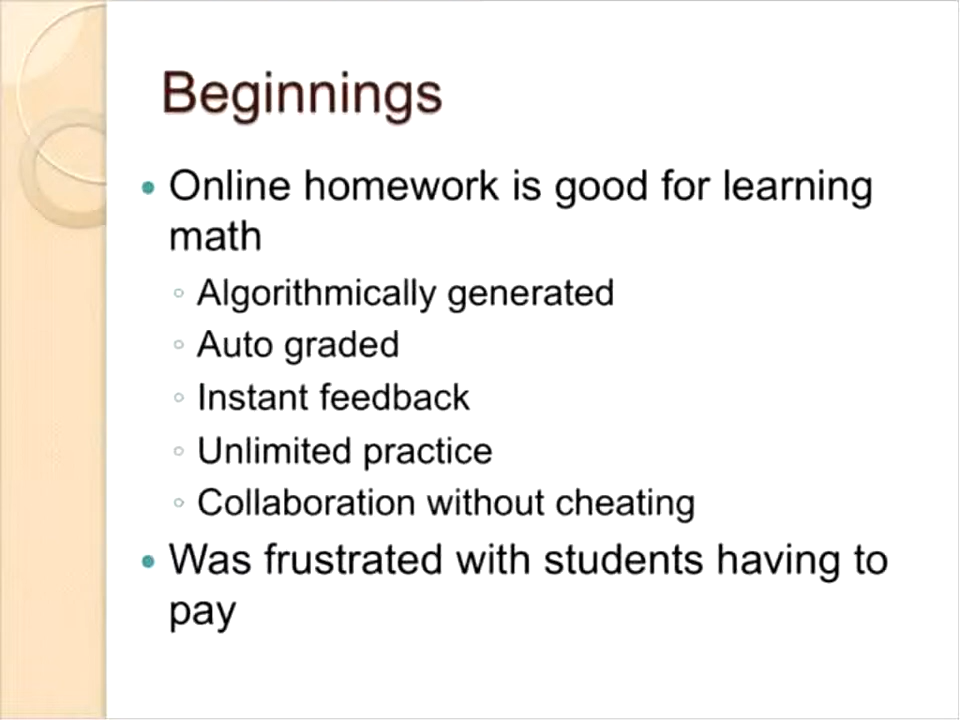 Beginnings
• Online homework is good for learning
math
◦ Algorithmically generated
◦ Auto graded
◦ Instant feedback
◦ Unlimited practice
◦ Collaboration without cheating
• Was frustrated with students having to
pay